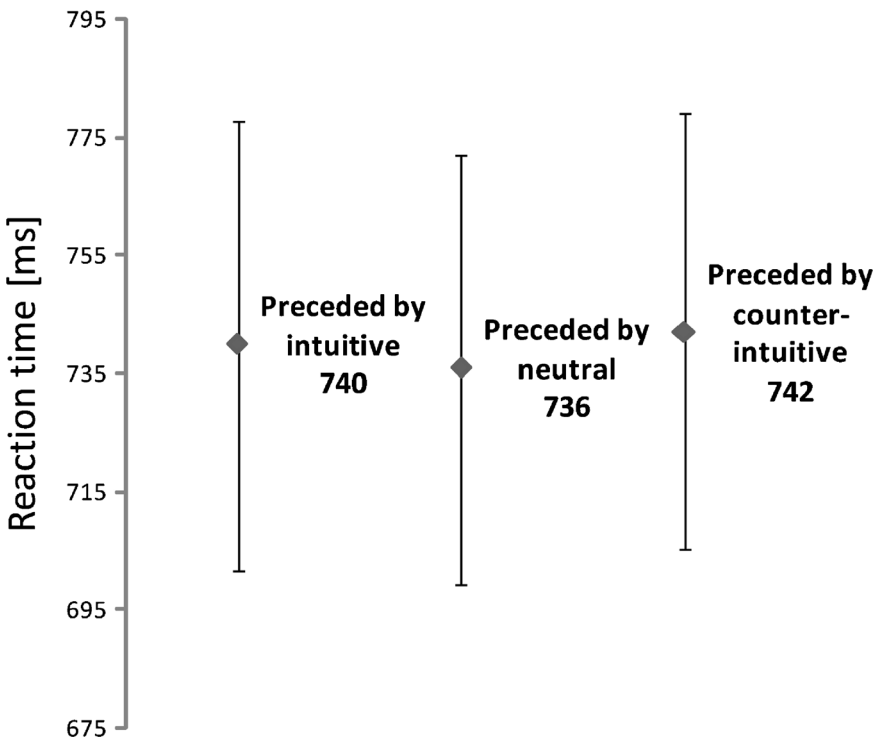 Reaction time [ms]
795
775
755
735
715
695
675
Preceded by
intuitive
740
Preceded by
neutral
736
Preceded by
counter-
intuitive
742